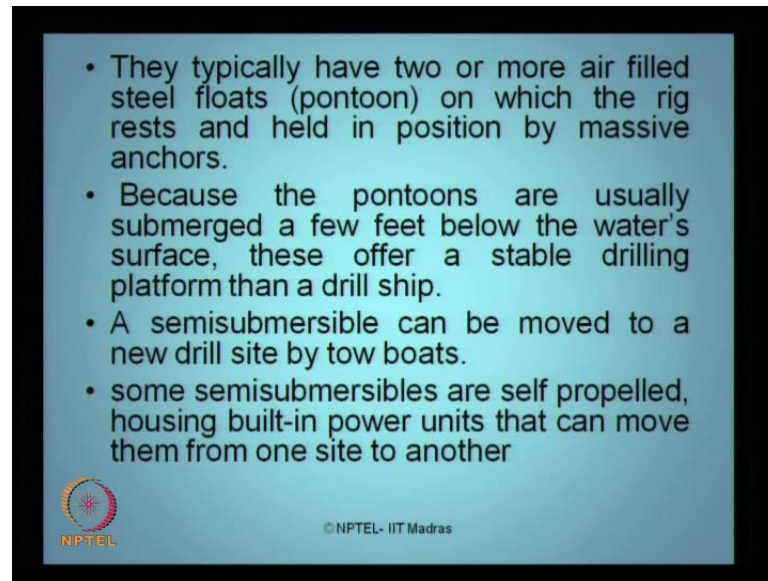 • They typically have two or more air filled
steel floats (pontoon) on which the rig
rests and held in position by massive
anchors.
• Because the pontoons are usually
submerged a few feet below the water's
surface, these offer a stable drilling
platform than a drill ship.
• A semisubmersible can be moved to a
new drill site by tow boats.
• some semisubmersibles are self propelled,
housing built-in power units that can move
them from one site to another
NPTEL
© NPTEL- IIT Madras